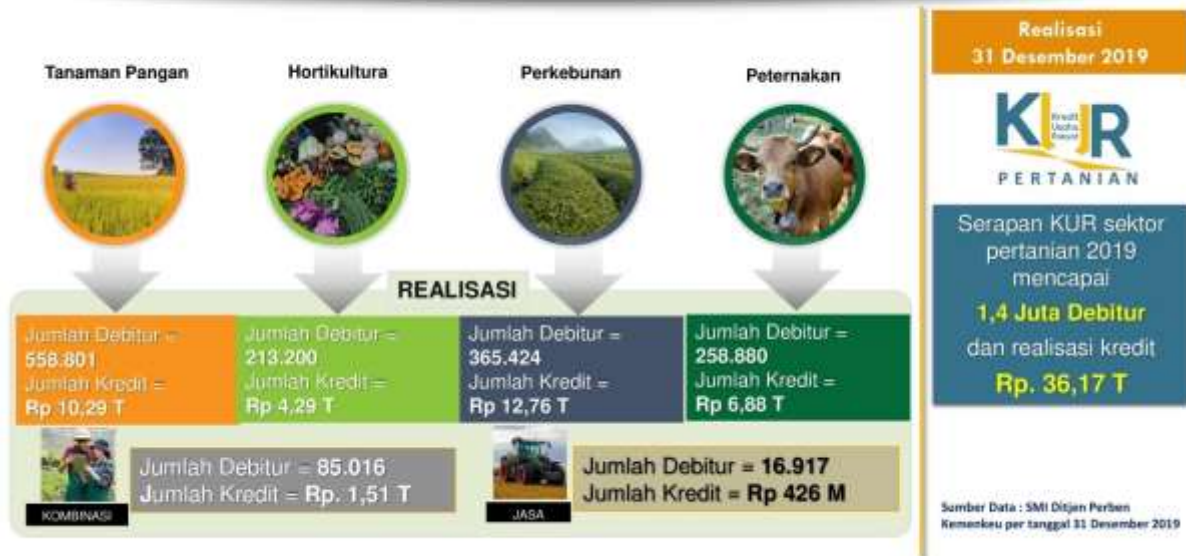 Tanaman Pangan
Hortikultura
Perkebunan
Peternakan
REALISASI
Jumlah Debitur =
558.801
Jumlah Kredit =
Rp 10,29 T
Jumlah Debitur =
213.200
Jumlah Kredit =
Rp 4,29 T
Jumlah Debitur =
365.424
Jumlah Kredit =
Rp 12,76 T
Jumlah Debitur =
258.880
Jumlah Kredit =
Rp 6,88 T
KOMBINASI
Jumlah Debitur = 85.016
Jumlah Kredit = Rp. 1,51 T
JASA
Jumlah Debitur = 16.917
Jumlah Kredit = Rp 426 M
Realisasi
31 Desember 2019
KUR
Kredit
Usaha
Rakyat
PERTANIAN
Serapan KUR sektor
pertanian 2019
mencapai
1,4 Juta Debitur
dan realisasi kredit
Rp. 36,17 T
Sumber Data : SMI Ditjen Perben
Kemenkeu per tanggal 31 Desember 2019